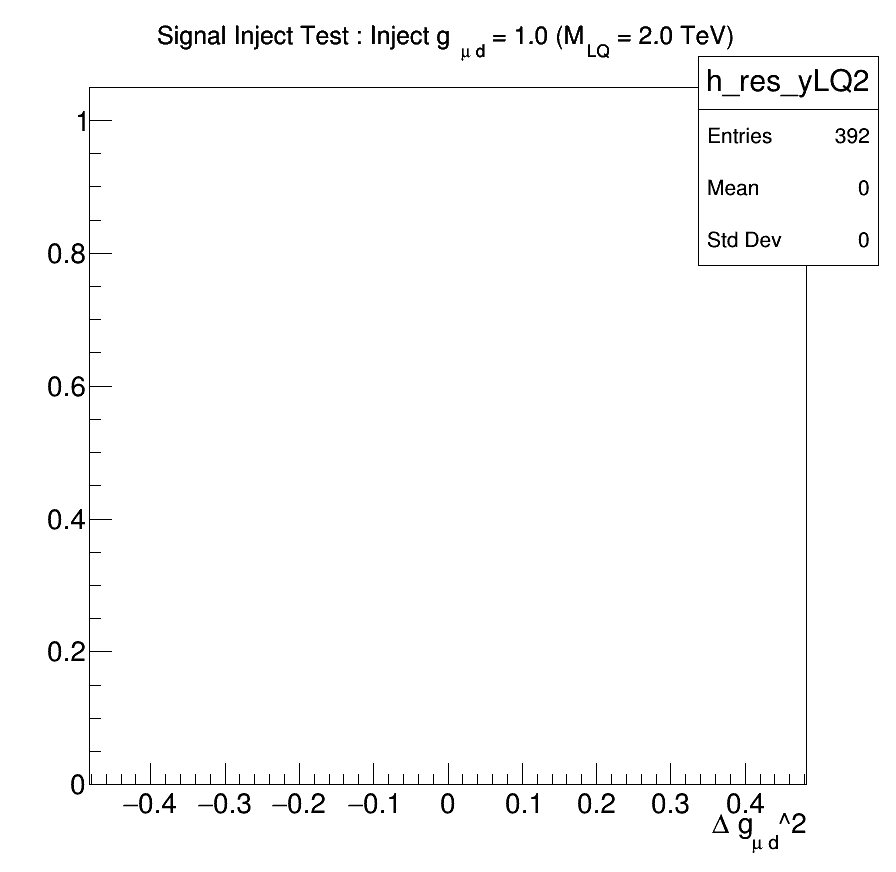 Signal Inject Test : Inject g μ d = 1.0 (M LQ = 2.0 TeV)
h_res_yLQ2
Entries 392
Mean 0
Std Dev 0
1
0.8
0.6
0.4
0.2
0
−0.4 −0.3 −0.2 −0.1 0 0.1 0.2 0.3 0.4
Δ g μ d ^2